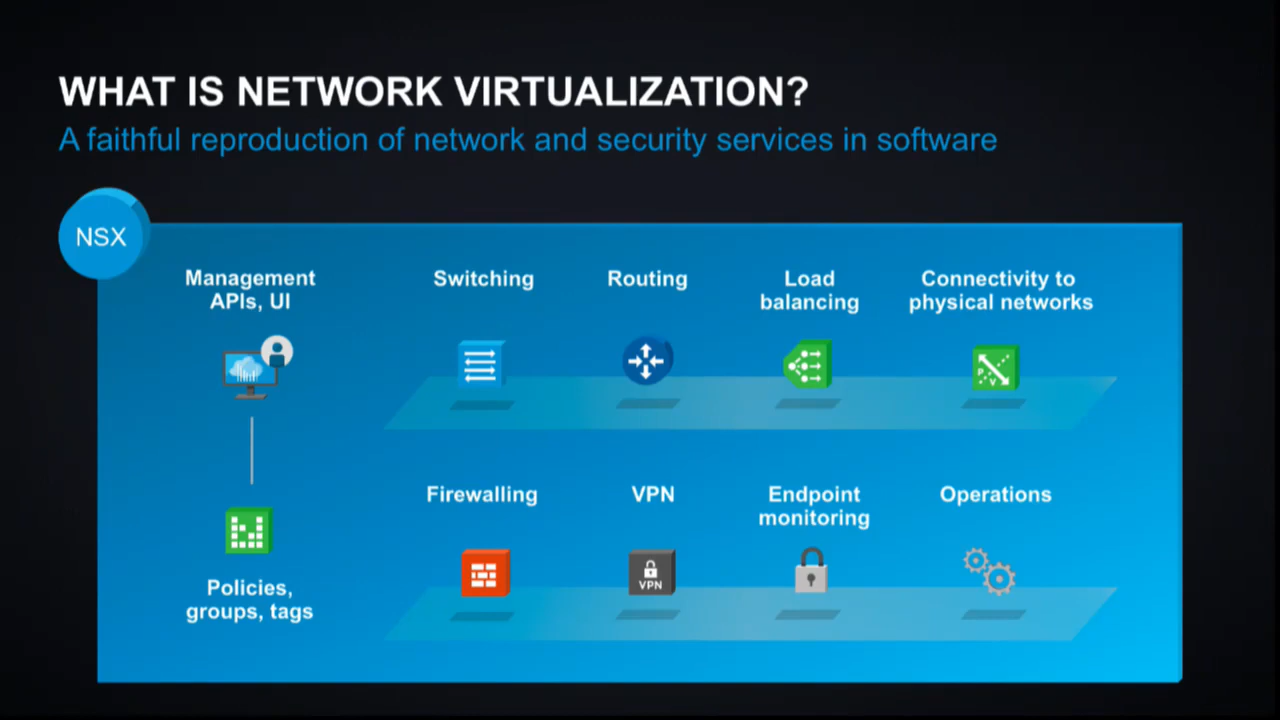 WHAT IS NETWORK VIRTUALIZATION?
A faithful reproduction of network and security services in software
NSX
Management
APIs, UI
Switching
Routing
Load
balancing
Connectivity to
physical networks
P
V
Policies,
groups, tags
Firewalling
VPN
VPN
Endpoint
monitoring
Operations